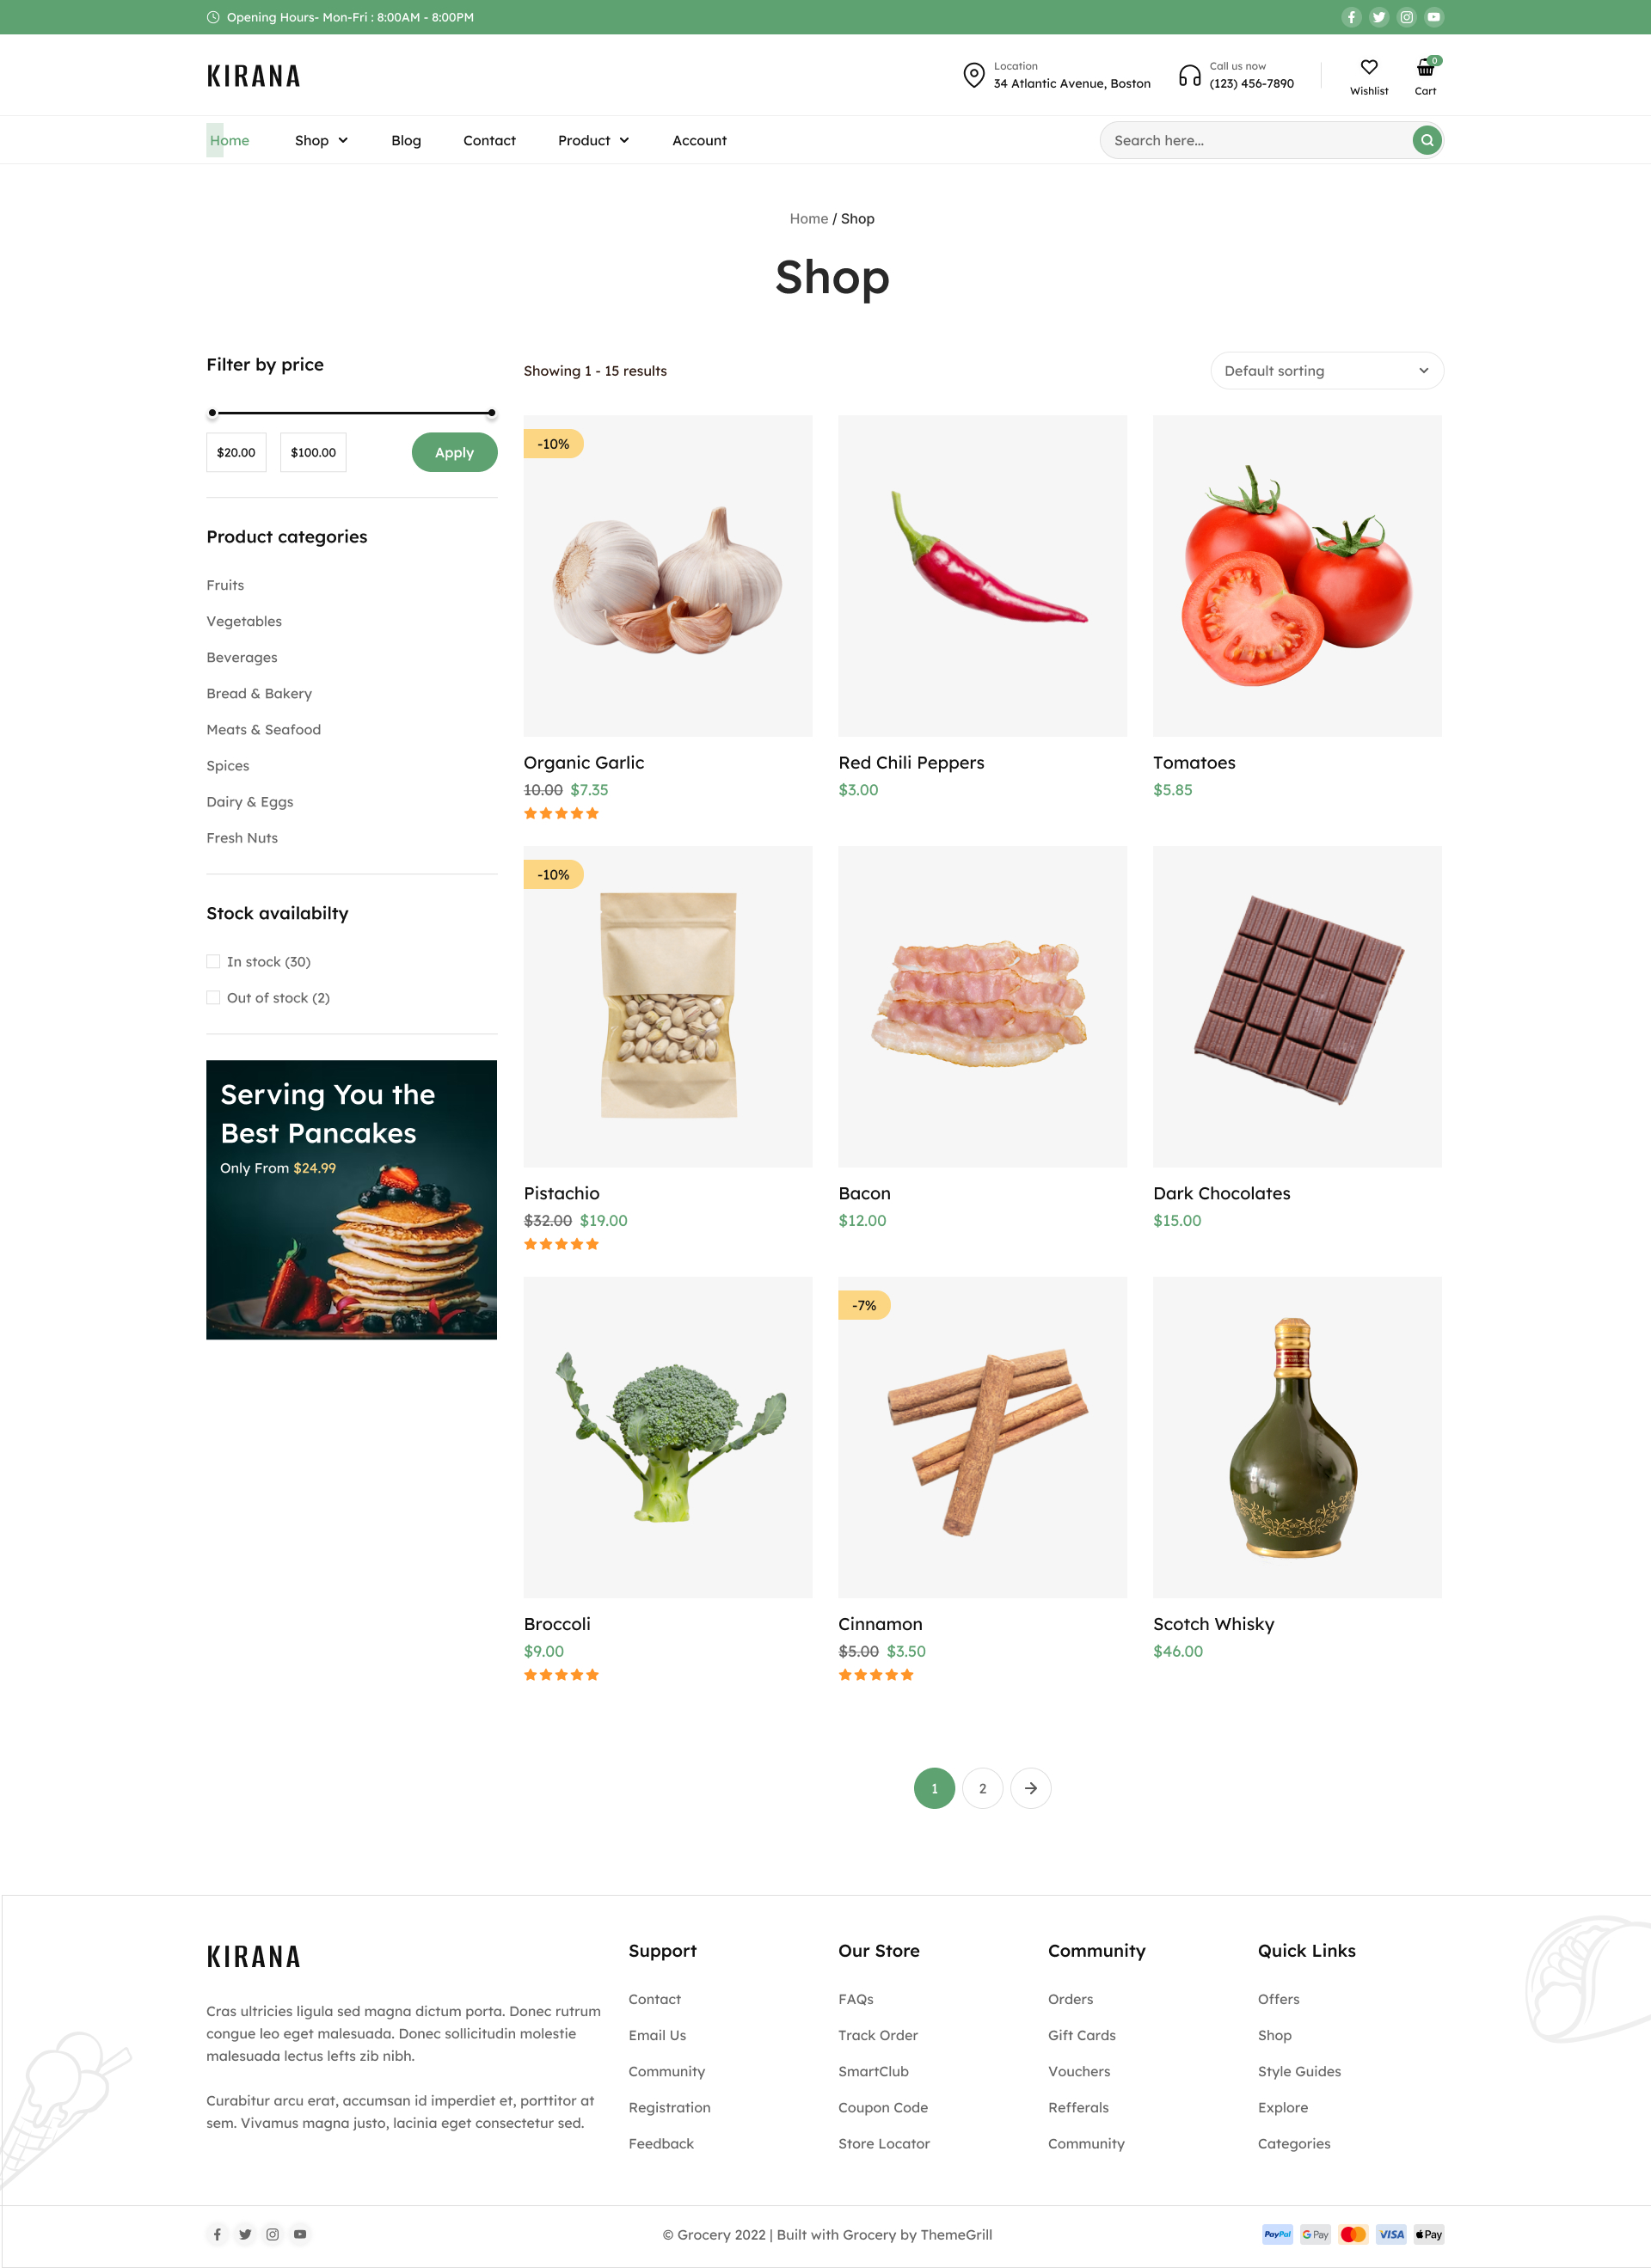 Opening Hours- Mon-Fri : 8:00AM - 8:00PM
KIRANA
Location
34 Atlantic Avenue, Boston
Call us now
(123) 456-7890
Wishlist
0
Cart
Home
Shop
Blog
Contact
Product
Account
Search here...
Home / Shop
Shop
Filter by price
$20.00
$100.00
Apply
Product categories
Fruits
Vegetables
Beverages
Bread & Bakery
Meats & Seafood
Spices
Dairy & Eggs
Fresh Nuts
Stock availabilty
In stock (30)
Out of stock (2)
Serving You the
Best Pancakes
Only From $24.99
Showing 1 - 15 results
Default sorting
-10%
Organic Garlic
10.00 $7.35
Red Chili Peppers
$3.00
Tomatoes
$5.85
-10%
Pistachio
$32.00 $19.00
Bacon
$12.00
Dark Chocolates
$15.00
Broccoli
$9.00
-7%
Cinnamon
$5.00 $3.50
Scotch Whisky
$46.00
1
2
KIRANA
Cras ultricies ligula sed magna dictum porta. Donec rutrum
congue leo eget malesuada. Donec sollicitudin molestie
malesuada lectus lefts zib nibh.
Curabitur arcu erat, accumsan id imperdiet et, porttitor at
sem. Vivamus magna justo, lacinia eget consectetur sed.
Support
Contact
Email Us
Community
Registration
Feedback
Our Store
FAQs
Track Order
SmartClub
Coupon Code
Store Locator
Community
Orders
Gift Cards
Vouchers
Refferals
Community
Quick Links
Offers
Shop
Style Guides
Explore
Categories
© Grocery 2022 | Built with Grocery by ThemeGrill
PayPal
G Pay
VISA
Pay